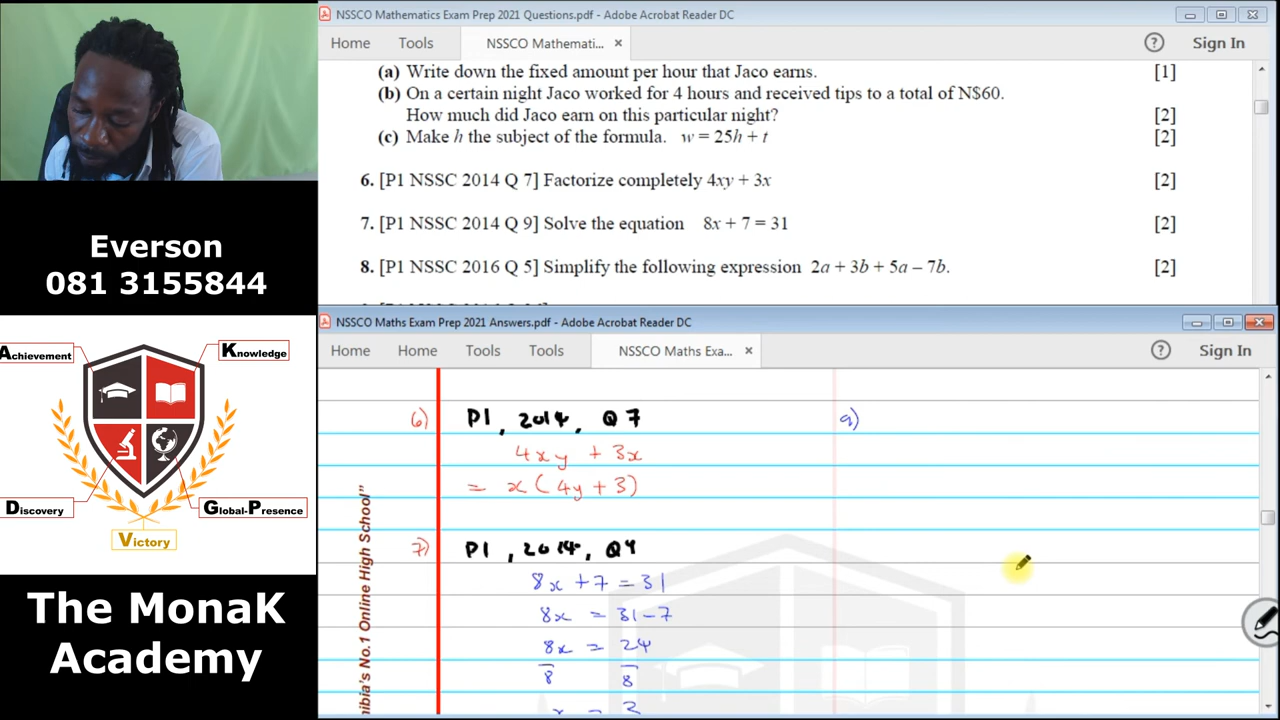 NSSCO Mathematics Exam Prep 2021 Questions.pdf - Adobe Acrobat Reader DC
Home Tools NSSCO Mathemati... × ? Sign In
(a) Write down the fixed amount per hour that Jaco earns. [1]
(b) On a certain night Jaco worked for 4 hours and received tips to a total of N$60.
How much did Jaco earn on this particular night? [2]
(c) Make h the subject of the formula. w = 25h + t [2]
6. [P1 NSSC 2014 Q 7] Factorize completely 4xy + 3x [2]
7. [P1 NSSC 2014 Q 9] Solve the equation 8x + 7 = 31 [2]
8. [P1 NSSC 2016 Q 5] Simplify the following expression 2a + 3b + 5a – 7b. [2]
Everson
081 3155844
Achievement
Knowledge
Discovery
Global-Presence
Victory
The MonaK
Academy
NSSCO Maths Exam Prep 2021 Answers.pdf - Adobe Acrobat Reader DC
Home Home Tools Tools NSSCO Maths Exa... × ? Sign In
6) P1, 2014, Q7 9)
4xy + 3x
= x(4y + 3)
7) P1, 2014, Q9
8x + 7 = 31
8x = 31 - 7
8x = 24
8 8
ibia's No.1 Online High School"